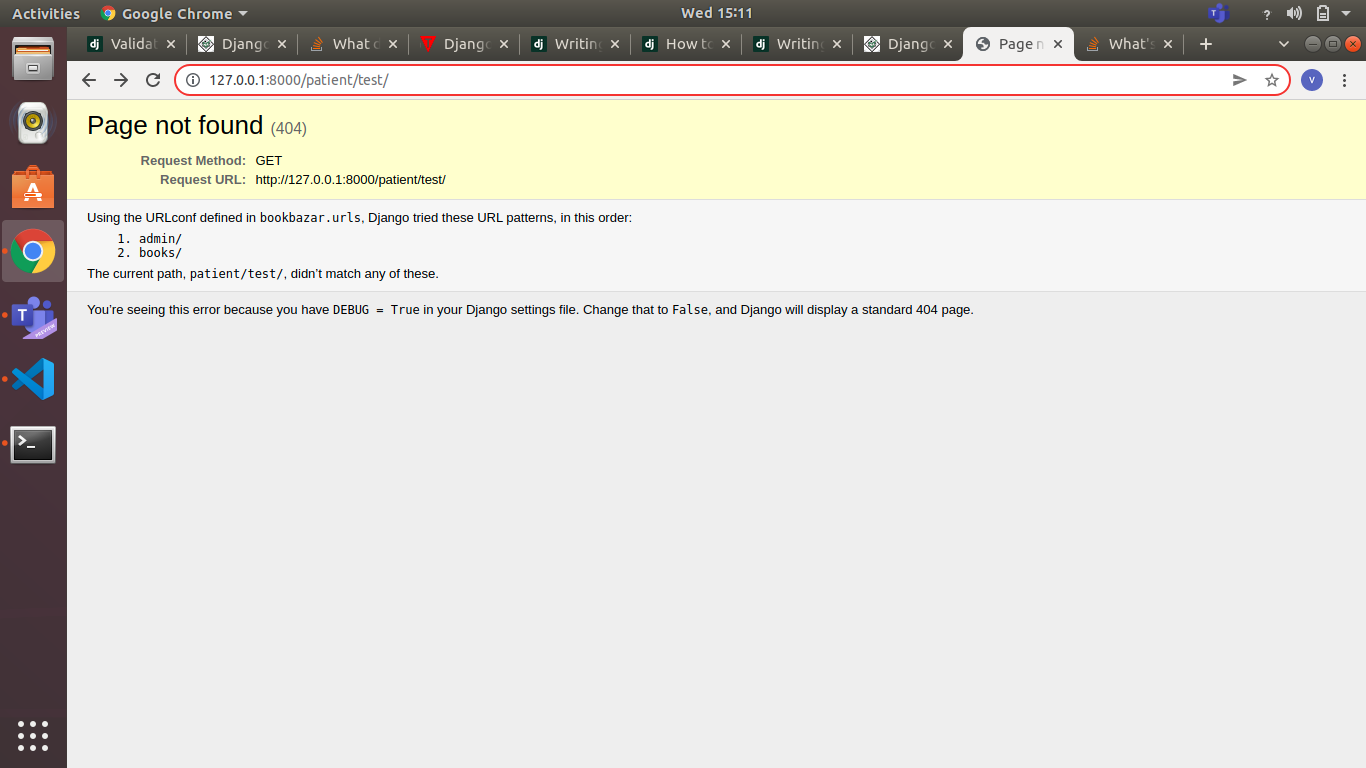 Activities Google Chrome Wed 15:11 ?
Validat Django What d Django Writing How to Writing Django Page n What's
127.0.0.1:8000/patient/test/ V
Page not found (404)
Request Method: GET
Request URL: http://127.0.0.1:8000/patient/test/
Using the URLconf defined in bookbazar.urls, Django tried these URL patterns, in this order:
1. admin/
2. books/
The current path, patient/test/, didn’t match any of these.
You’re seeing this error because you have DEBUG = True in your Django settings file. Change that to False, and Django will display a standard 404 page.